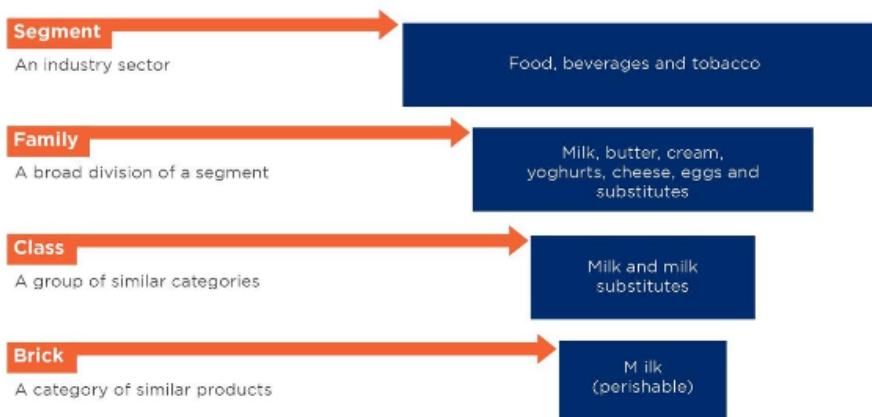 Segment
An industry sector
Food, beverages and tobacco
Family
A broad division of a segment
Milk, butter, cream,
yoghurts, cheese, eggs and
substitutes
Class
A group of similar categories
Milk and milk
substitutes
Brick
A category of similar products
M ilk
(perishable)